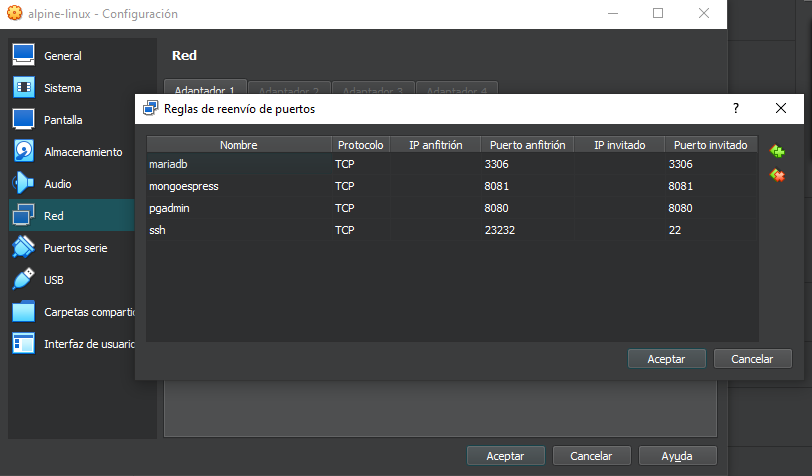 alpine-linux - Configuración
General
Sistema
Pantalla
Almacenamiento
Audio
Red
Puertos serie
USB
Carpetas comparti
Interfaz de usuario
Red
Adaptador 1 Adaptador 2 Adaptador 3 Adaptador 4
Reglas de reenvío de puertos ?
Nombre Protocolo IP anfitrión Puerto anfitrión IP invitado Puerto invitado
mariadb TCP 3306 3306
mongoespress TCP 8081 8081
pgadmin TCP 8080 8080
ssh TCP 23232 22
Aceptar Cancelar
Aceptar Cancelar Ayuda